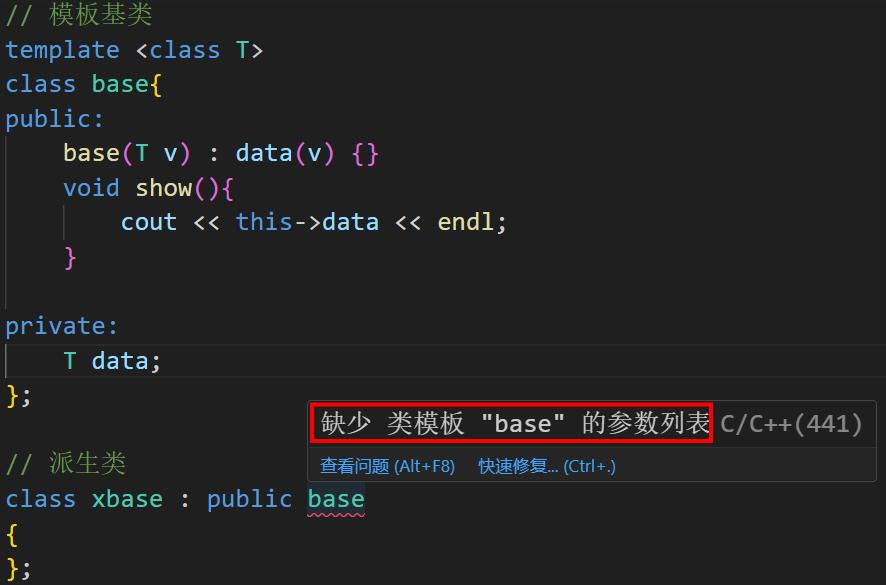 // 模板基类
template <class T>
class base{
public:
    base(T v) : data(v) {}
    void show(){
        cout << this->data << endl;
    }
private:
    T data;
};
缺少 类模板 "base" 的参数列表 C/C++(441)
查看问题 (Alt+F8) 快速修复... (Ctrl+.)
// 派生类
class xbase : public base
{
};